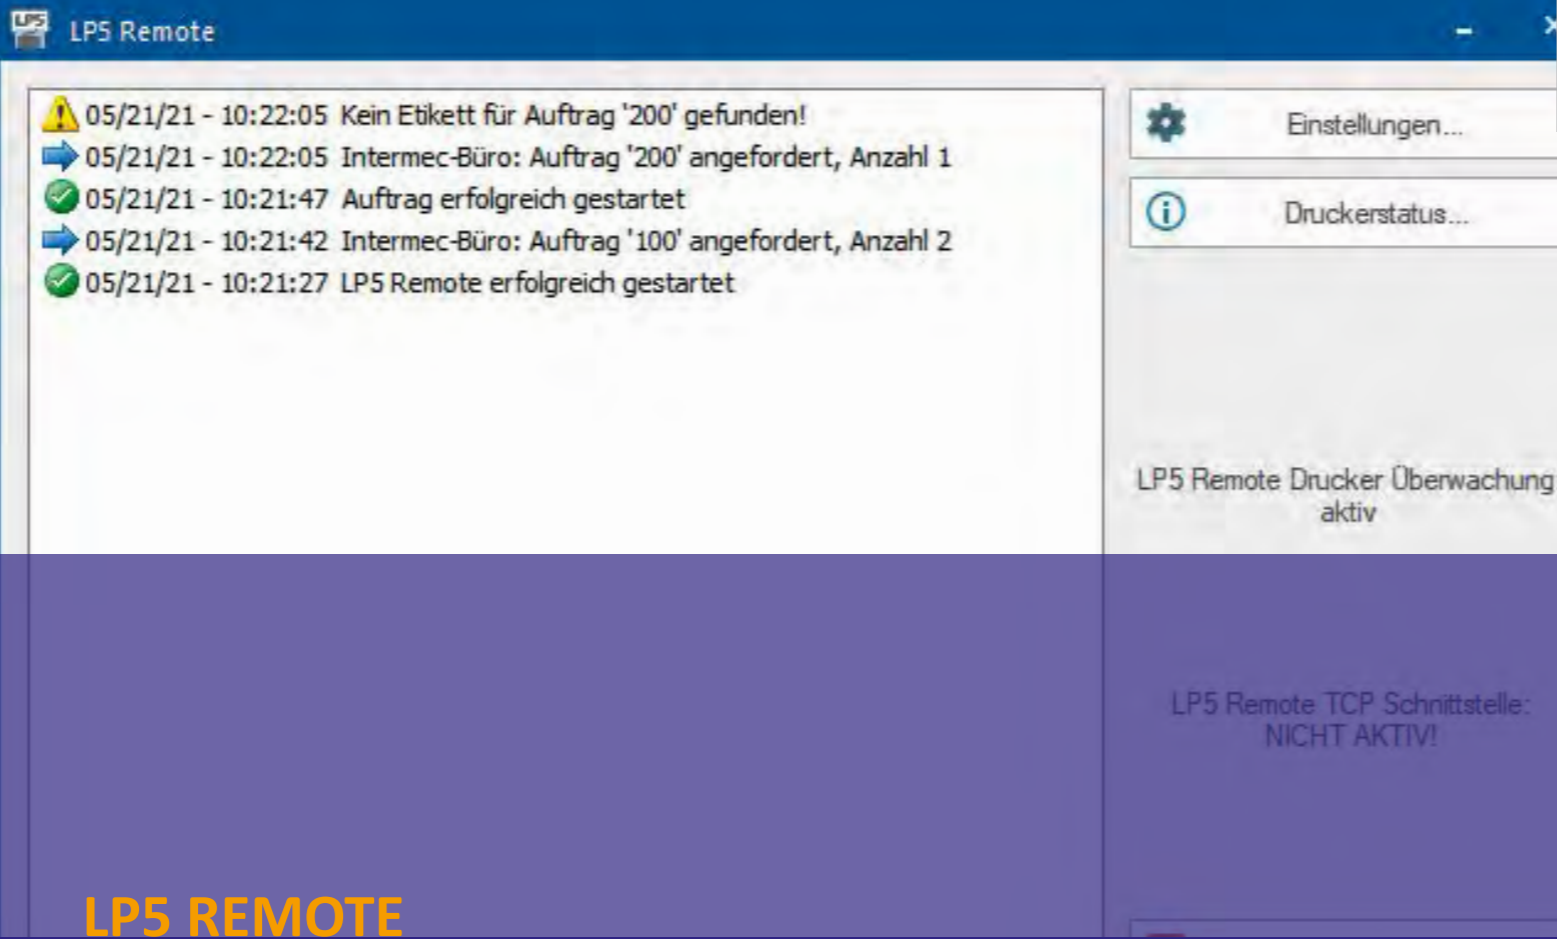 LP5 Remote
05/21/21 - 10:22:05 Kein Etikett für Auftrag '200' gefunden!
05/21/21 - 10:22:05 Intermec-Büro: Auftrag '200' angefordert, Anzahl 1
05/21/21 - 10:21:47 Auftrag erfolgreich gestartet
05/21/21 - 10:21:42 Intermec-Büro: Auftrag '100' angefordert, Anzahl 2
05/21/21 - 10:21:27 LP5 Remote erfolgreich gestartet
Einstellungen...
Druckerstatus...
LP5 Remote Drucker Überwachung
aktiv
LP5 Remote TCP Schnittstelle:
NICHT AKTIV!
LP5 REMOTE